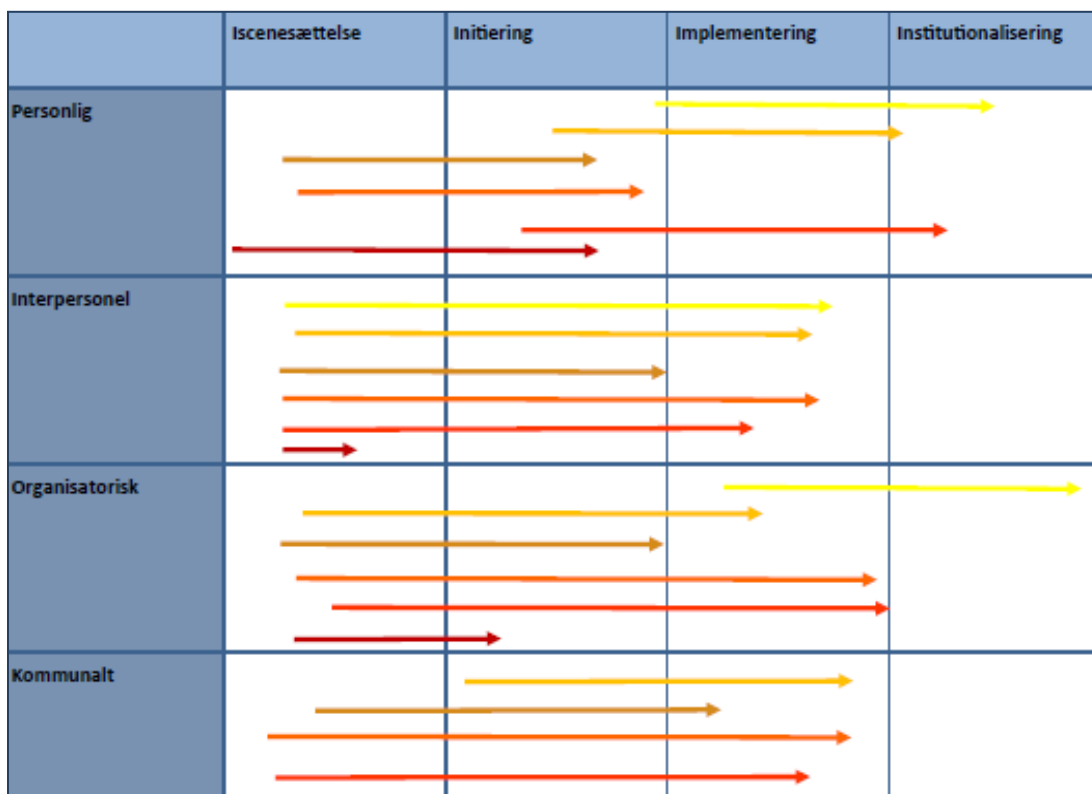 Iscenesættelse
Initiering
Implementering
Institutionalisering
Personlig
Interpersonel
Organisatorisk
Kommunalt